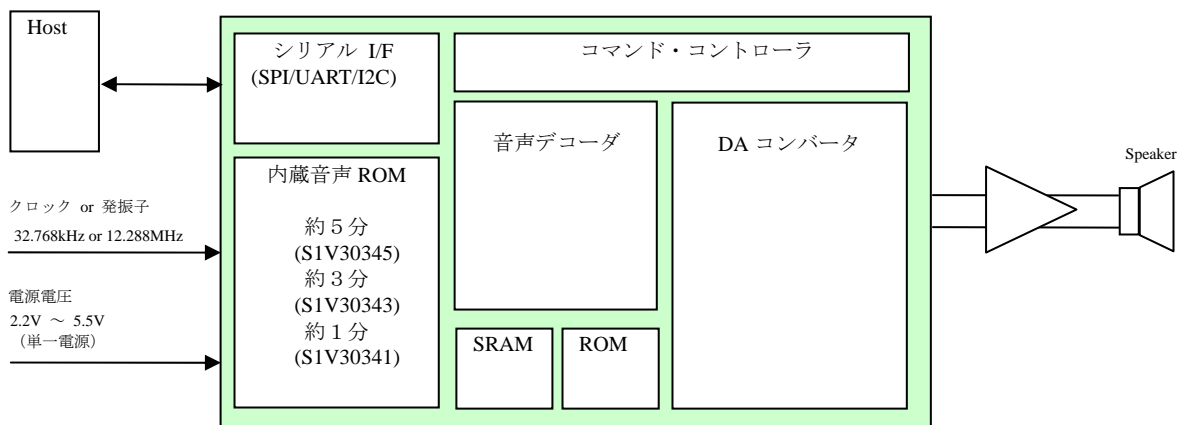 Host
シリアル I/F
(SPI/UART/I2C)
コマンド・コントローラ
音声デコーダ
DA コンバータ
Speaker
内蔵音声 ROM
約５分
(S1V30345)
約３分
(S1V30343)
約１分
(S1V30341)
クロック or 発振子
32.768kHz or 12.288MHz
電源電圧
2.2V ～ 5.5V
（単一電源）
SRAM
ROM